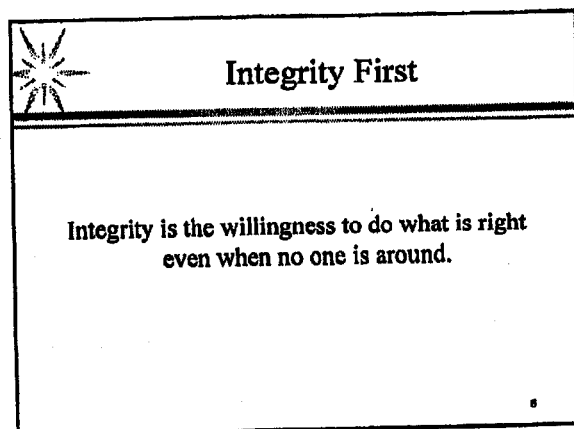 Integrity First
Integrity is the willingness to do what is right
even when no one is around.
6